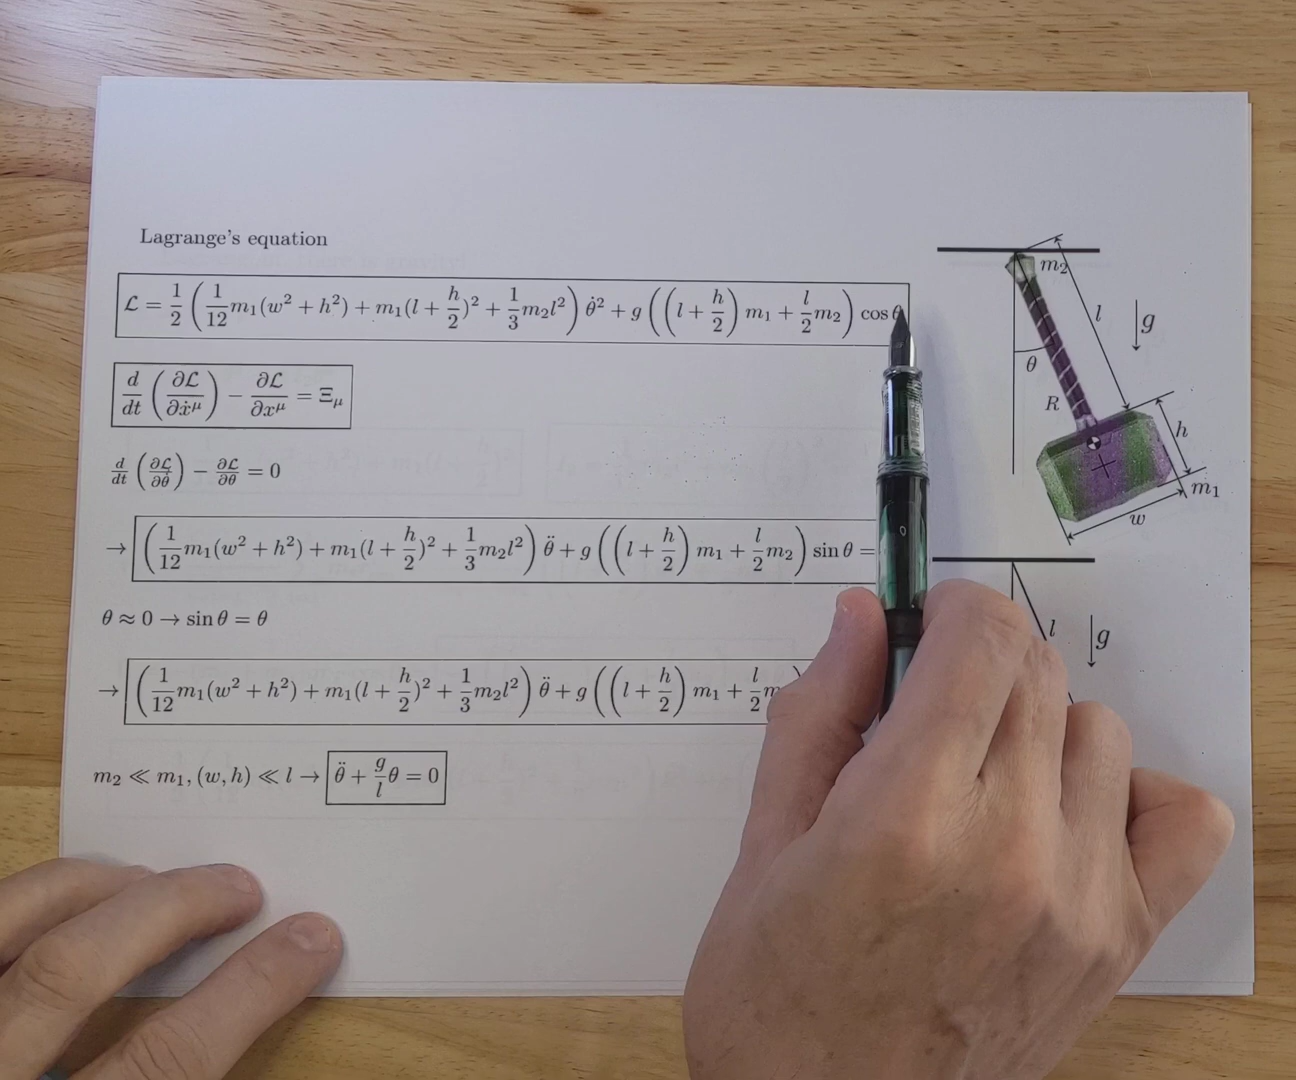 Lagrange's equation
ℒ = 1/2 (1/12 m₁(w² + h²) + m₁(l + h/2)² + 1/3 m₂l²) θ̇² + g ((l + h/2) m₁ + l/2 m₂) cos θ
d/dt (∂ℒ/∂ẋ^μ) − ∂ℒ/∂x^μ = Ξ_μ
d/dt (∂ℒ/∂θ̇) − ∂ℒ/∂θ = 0
→ (1/12 m₁(w² + h²) + m₁(l + h/2)² + 1/3 m₂l²) θ̈ + g ((l + h/2) m₁ + l/2 m₂) sin θ =
θ ≈ 0 → sin θ = θ
→ (1/12 m₁(w² + h²) + m₁(l + h/2)² + 1/3 m₂l²) θ̈ + g ((l + h/2) m₁ + l/2 m
m₂ ≪ m₁, (w, h) ≪ l → θ̈ + g/l θ = 0
m₂
l
g
θ
R
h
m₁
w
l
g